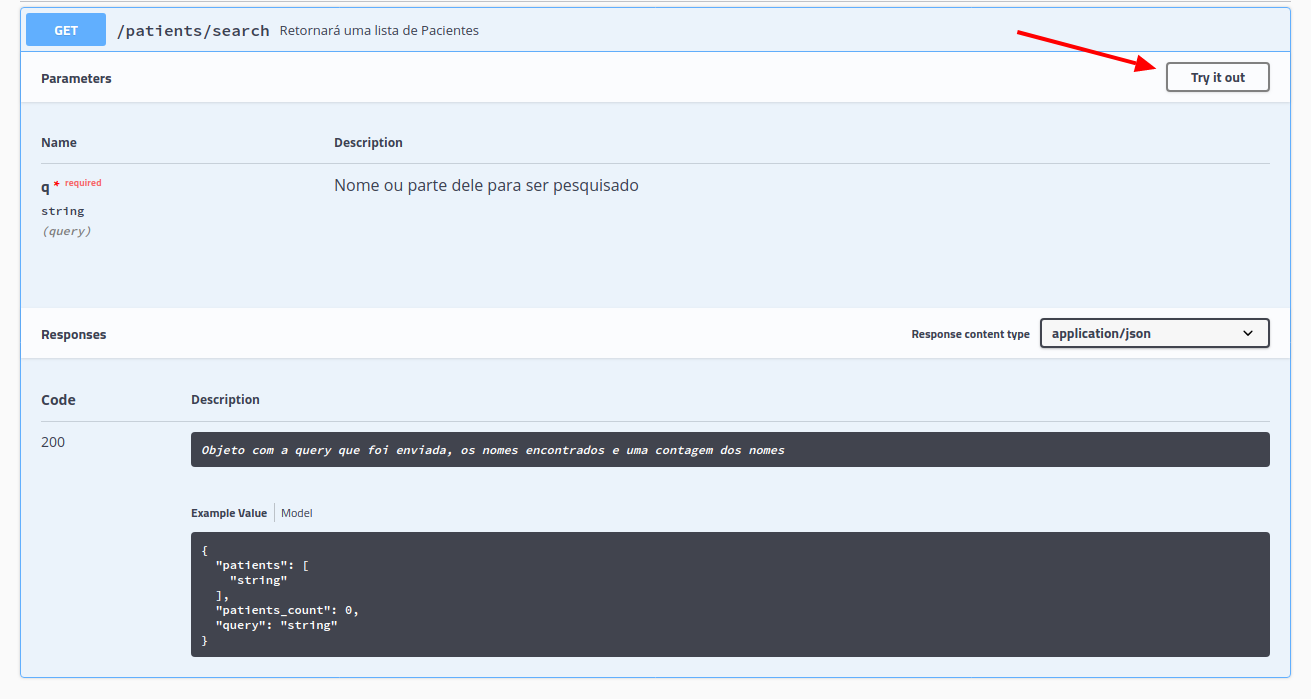 GET /patients/search Retornará uma lista de Pacientes
Parameters Try it out
Name Description
q * required Nome ou parte dele para ser pesquisado
string
(query)
Responses Response content type application/json
Code Description
200 Objeto com a query que foi enviada, os nomes encontrados e uma contagem dos nomes
Example Value Model
{
  "patients": [
    "string"
  ],
  "patients_count": 0,
  "query": "string"
}